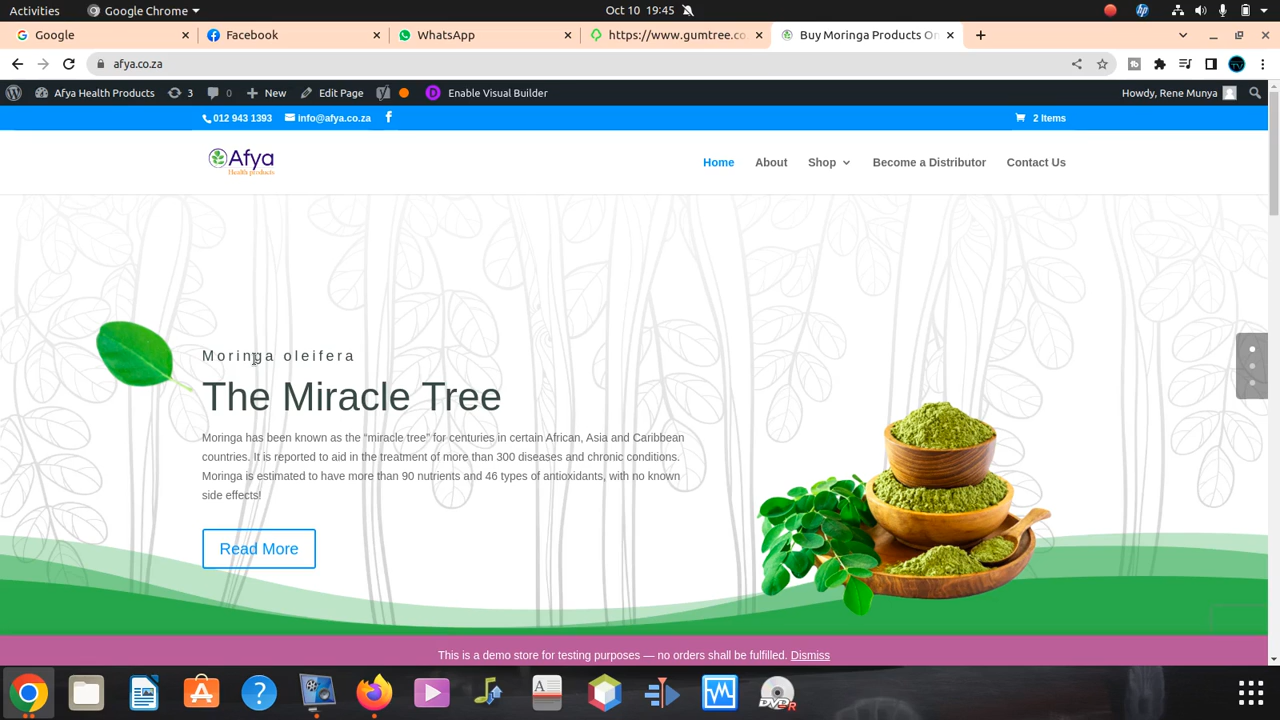 Activities Google Chrome Oct 10 19:45
Google Facebook WhatsApp https://www.gumtree.co Buy Moringa Products On
afya.co.za
Afya Health Products 3 0 New Edit Page Enable Visual Builder Howdy, Rene Munya
012 943 1393 info@afya.co.za 2 Items
Afya
Health products
Home About Shop Become a Distributor Contact Us
Moringa oleifera
The Miracle Tree
Moringa has been known as the “miracle tree” for centuries in certain African, Asia and Caribbean
countries. It is reported to aid in the treatment of more than 300 diseases and chronic conditions.
Moringa is estimated to have more than 90 nutrients and 46 types of antioxidants, with no known
side effects!
Read More
This is a demo store for testing purposes — no orders shall be fulfilled. Dismiss